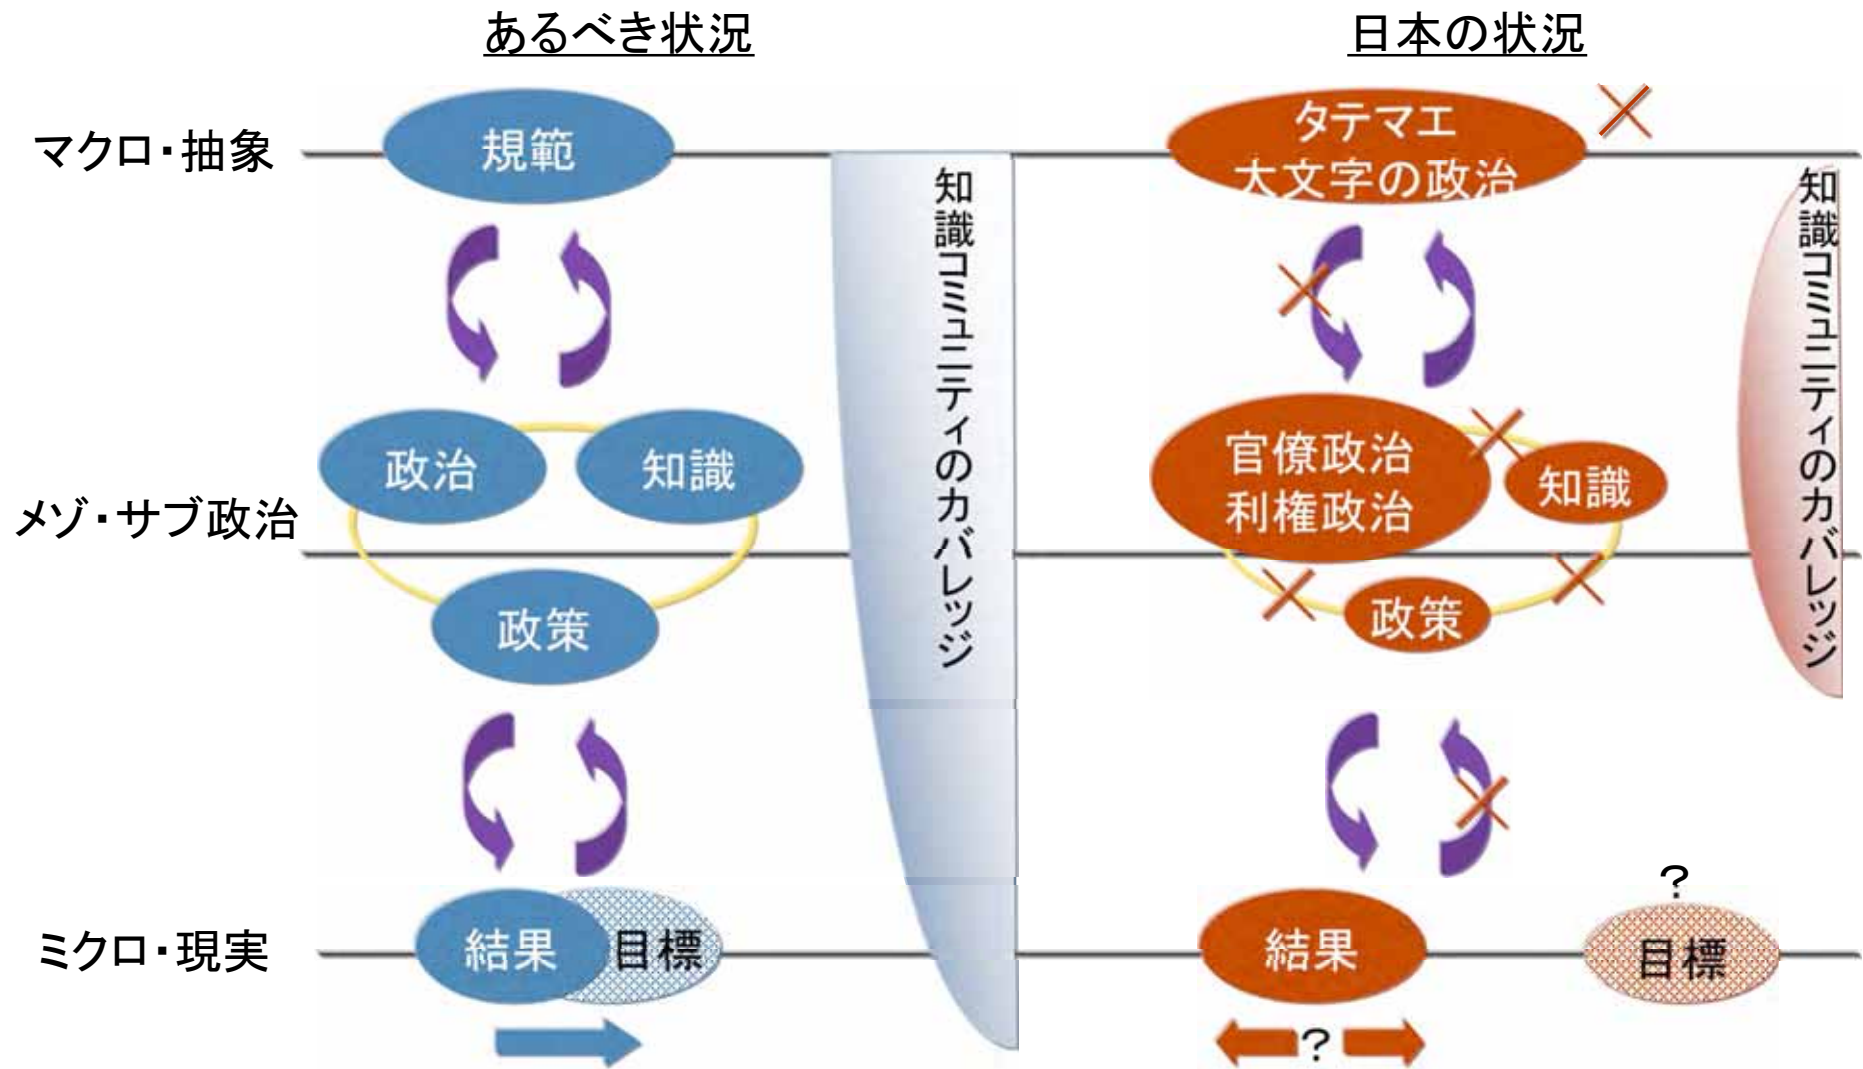 あるべき状況
日本の状況
マクロ・抽象
規範
タテマエ
大文字の政治
知識コミュニティのカバレッジ
知識コミュニティのカバレッジ
メゾ・サブ政治
政治
知識
政策
官僚政治
利権政治
知識
政策
ミクロ・現実
結果
目標
結果
?
目標
?